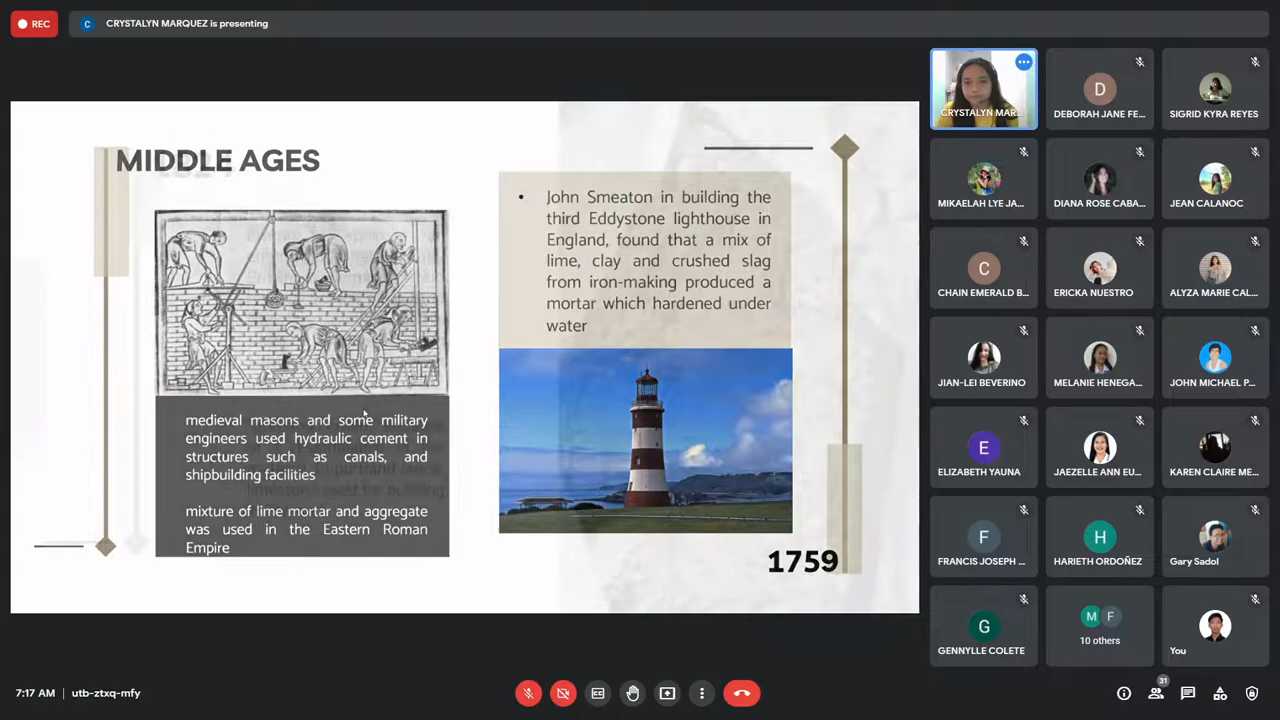 REC
C
CRYSTALYN MARQUEZ is presenting
MIDDLE AGES
medieval masons and some military
engineers used hydraulic cement in
structures such as canals, and
shipbuilding facilities
mixture of lime mortar and aggregate
was used in the Eastern Roman
Empire
• John Smeaton in building the
third Eddystone lighthouse in
England, found that a mix of
lime, clay and crushed slag
from iron-making produced a
mortar which hardened under
water
1759
CRYSTALYN MAR...
D
DEBORAH JANE FE...
SIGRID KYRA REYES
MIKAELAH LYE JA...
DIANA ROSE CABA...
JEAN CALANOC
C
CHAIN EMERALD B...
ERICKA NUESTRO
ALYZA MARIE CAL...
JIAN-LEI BEVERINO
MELANIE HENEGA...
JOHN MICHAEL P...
E
ELIZABETH YAUNA
JAEZELLE ANN EU...
KAREN CLAIRE ME...
F
FRANCIS JOSEPH ...
H
HARIETH ORDOÑEZ
Gary Sadol
G
GENNYLLE COLETE
M F
10 others
You
7:17 AM | utb-ztxq-mfy
31